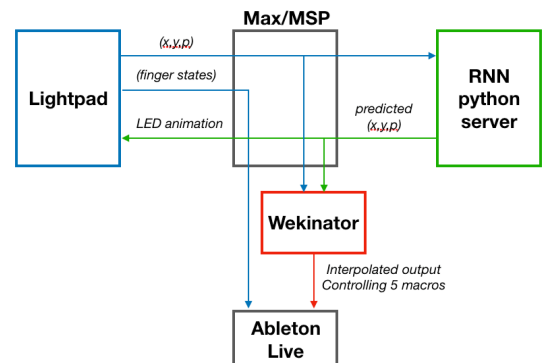 Max/MSP
(x,y,p)
(finger states)
Lightpad
LED animation
RNN
python
server
predicted
(x,y,p)
Wekinator
Interpolated output
Controlling 5 macros
Ableton
Live